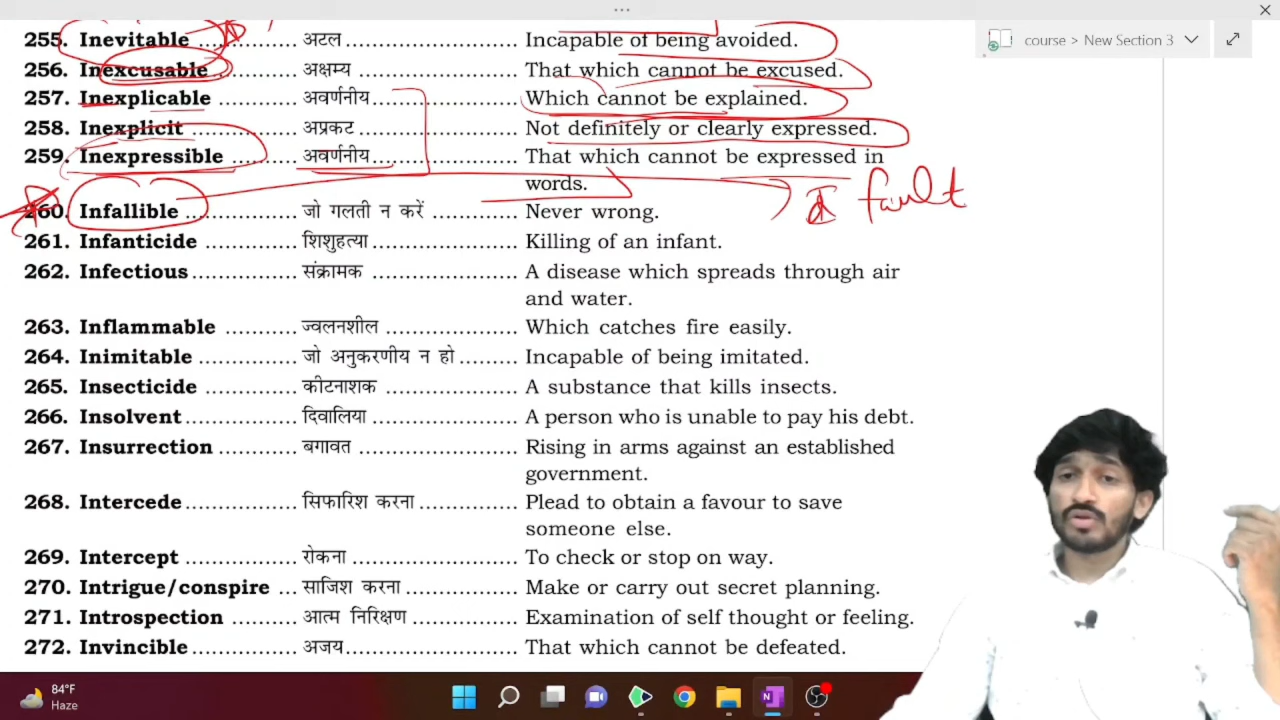 255. Inevitable .................. अटल ........................... Incapable of being avoided.
256. Inexcusable ............... अक्षम्य ........................ That which cannot be excused.
257. Inexplicable ............... अवर्णनीय ..................... Which cannot be explained.
258. Inexplicit .................. अप्रकट ........................ Not definitely or clearly expressed.
259. Inexpressible ............ अवर्णनीय ..................... That which cannot be expressed in
words.
260. Infallible .................. जो गलती न करें ............... Never wrong.
261. Infanticide ............... शिशुहत्या ..................... Killing of an infant.
262. Infectious .................. संक्रामक ..................... A disease which spreads through air
and water.
263. Inflammable ............ ज्वलनशील ..................... Which catches fire easily.
264. Inimitable .................. जो अनुकरणीय न हो ......... Incapable of being imitated.
265. Insecticide ............... कीटनाशक ..................... A substance that kills insects.
266. Insolvent .................. दिवालिया ..................... A person who is unable to pay his debt.
267. Insurrection ............ बगावत ........................ Rising in arms against an established
government.
268. Intercede .................. सिफारिश करना ............... Plead to obtain a favour to save
someone else.
269. Intercept .................. रोकना ........................ To check or stop on way.
270. Intrigue/conspire ... साजिश करना ............... Make or carry out secret planning.
271. Introspection ............ आत्म निरिक्षण ............... Examination of self thought or feeling.
272. Invincible .................. अजय ........................... That which cannot be defeated.
fault
course > New Section 3
84°F
Haze